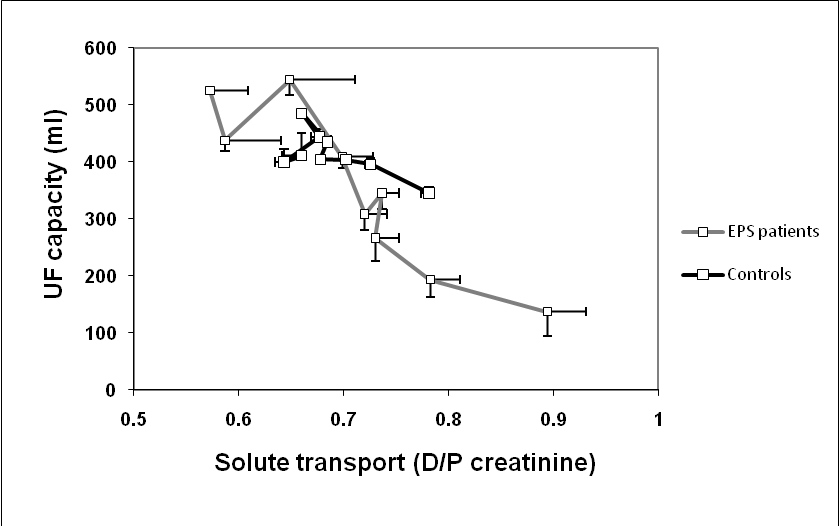 600
500
400
300
200
100
0
UF capacity (ml)
0.5 0.6 0.7 0.8 0.9 1
Solute transport (D/P creatinine)
EPS patients
Controls